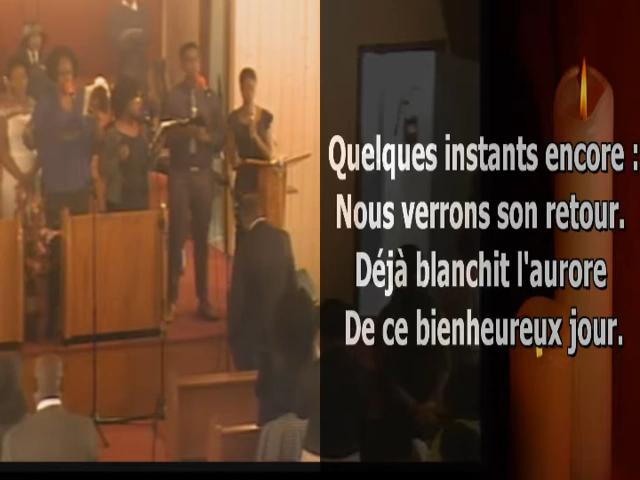 Quelques instants encore :
Nous verrons son retour.
Déjà blanchit l'aurore
De ce bienheureux jour.